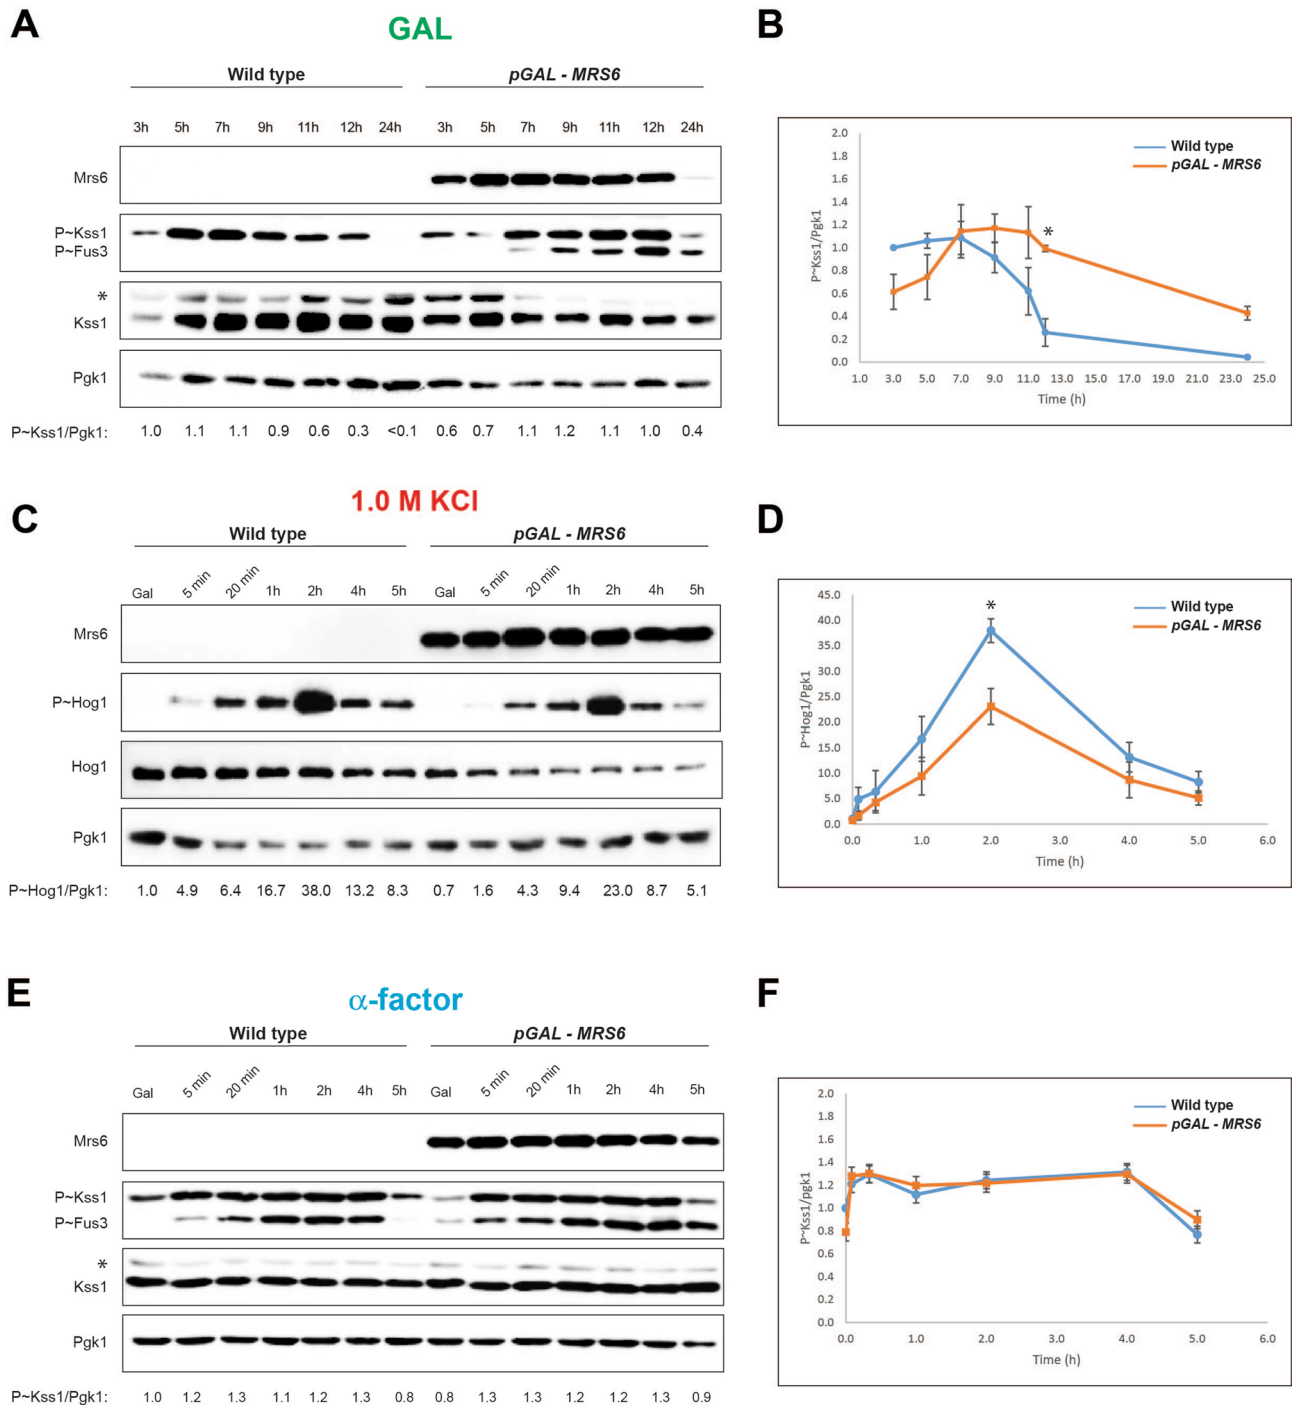 A
GAL
Wild type pGAL - MRS6
3h 5h 7h 9h 11h 12h 24h 3h 5h 7h 9h 11h 12h 24h
Mrs6
P~Kss1
P~Fus3
*
Kss1
Pgk1
P~Kss1/Pgk1: 1.0 1.1 1.1 0.9 0.6 0.3 <0.1 0.6 0.7 1.1 1.2 1.1 1.0 0.4
B
Wild type
pGAL - MRS6
P~Kss1/Pgk1
2.0
1.8
1.6
1.4
1.2
1.0
0.8
0.6
0.4
0.2
0.0
*
1.0 3.0 5.0 7.0 9.0 11.0 13.0 15.0 17.0 19.0 21.0 23.0 25.0
Time (h)
C
1.0 M KCl
Wild type pGAL - MRS6
Gal 5 min 20 min 1h 2h 4h 5h Gal 5 min 20 min 1h 2h 4h 5h
Mrs6
P~Hog1
Hog1
Pgk1
P~Hog1/Pgk1: 1.0 4.9 6.4 16.7 38.0 13.2 8.3 0.7 1.6 4.3 9.4 23.0 8.7 5.1
D
Wild type
pGAL - MRS6
P~Hog1/Pgk1
45.0
40.0
35.0
30.0
25.0
20.0
15.0
10.0
5.0
0.0
*
0.0 1.0 2.0 3.0 4.0 5.0 6.0
Time (h)
E
α-factor
Wild type pGAL - MRS6
Gal 5 min 20 min 1h 2h 4h 5h Gal 5 min 20 min 1h 2h 4h 5h
Mrs6
P~Kss1
P~Fus3
*
Kss1
Pgk1
P~Kss1/Pgk1: 1.0 1.2 1.3 1.1 1.2 1.3 0.8 0.8 1.3 1.3 1.2 1.2 1.3 0.9
F
Wild type
pGAL - MRS6
P~Kss1/pgk1
2.0
1.8
1.6
1.4
1.2
1.0
0.8
0.6
0.4
0.2
0.0
0.0 1.0 2.0 3.0 4.0 5.0 6.0
Time (h)